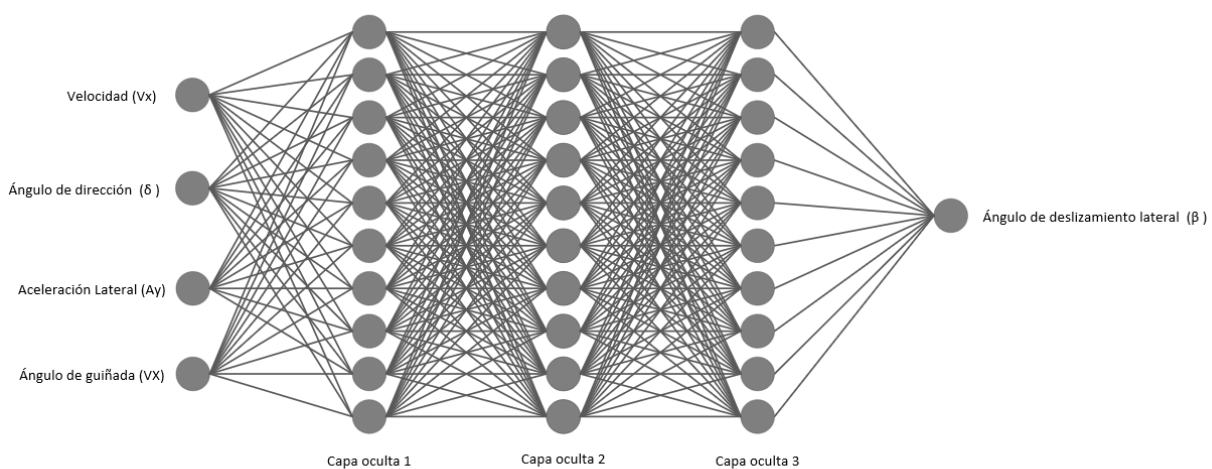 Velocidad (Vx)
Ángulo de dirección (δ )
Ángulo de deslizamiento lateral (β )
Aceleración Lateral (Ay)
Ángulo de guiñada (VX)
Capa oculta 1
Capa oculta 2
Capa oculta 3